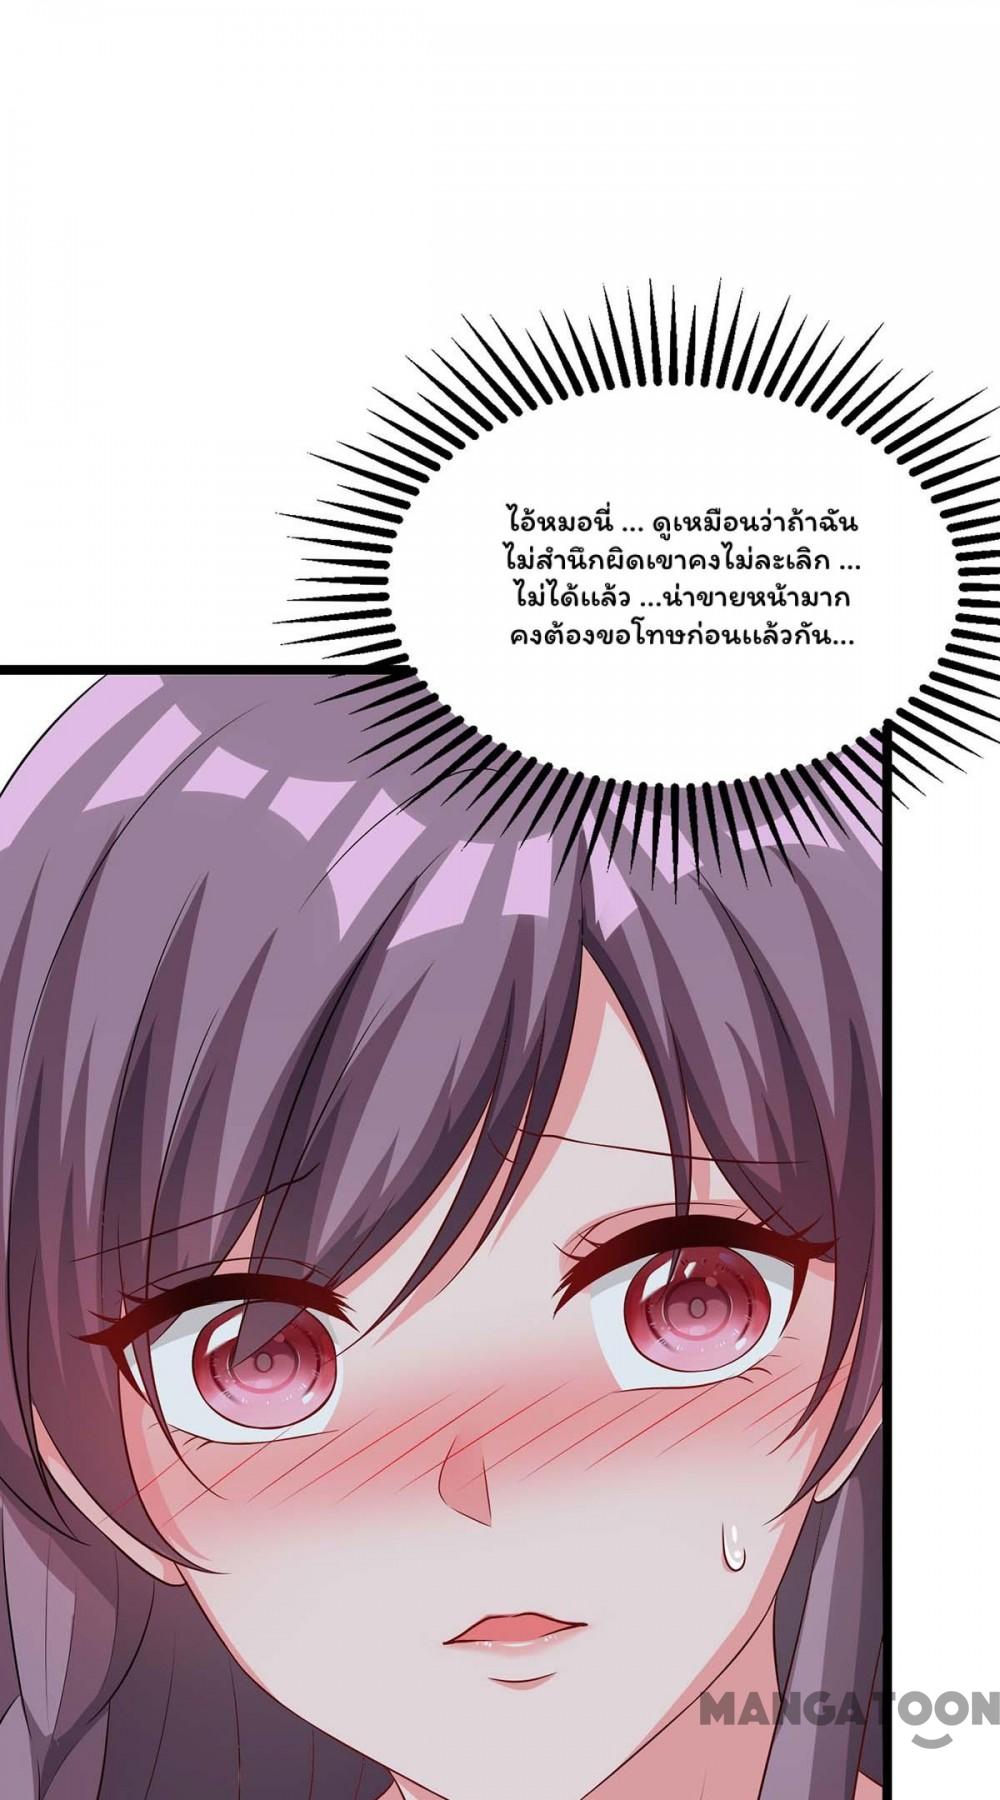 ไอ้หมอนี่ ... ดูเหมือนว่าถ้าฉัน
ไม่สำนึกผิดเขาคงไม่ละเลิก ...
ไม่ได้แล้ว ...น่าขายหน้ามาก
คงต้องขอโทษก่อนแล้วกัน...
MANGATOON